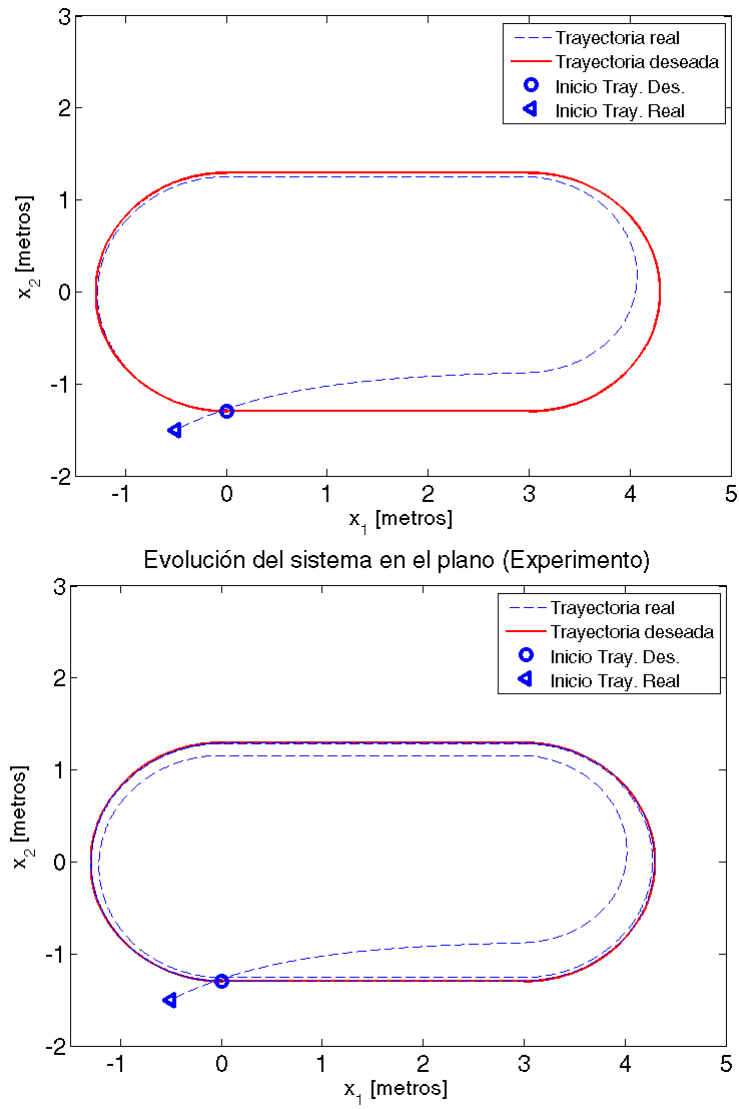 3
2
1
0
-1
-2
x2 [metros]
-1
0
1
2
3
4
5
x1 [metros]
Trayectoria real
Trayectoria deseada
Inicio Tray. Des.
Inicio Tray. Real
Evolución del sistema en el plano (Experimento)
3
2
1
0
-1
-2
x2 [metros]
-1
0
1
2
3
4
5
x1 [metros]
Trayectoria real
Trayectoria deseada
Inicio Tray. Des.
Inicio Tray. Real